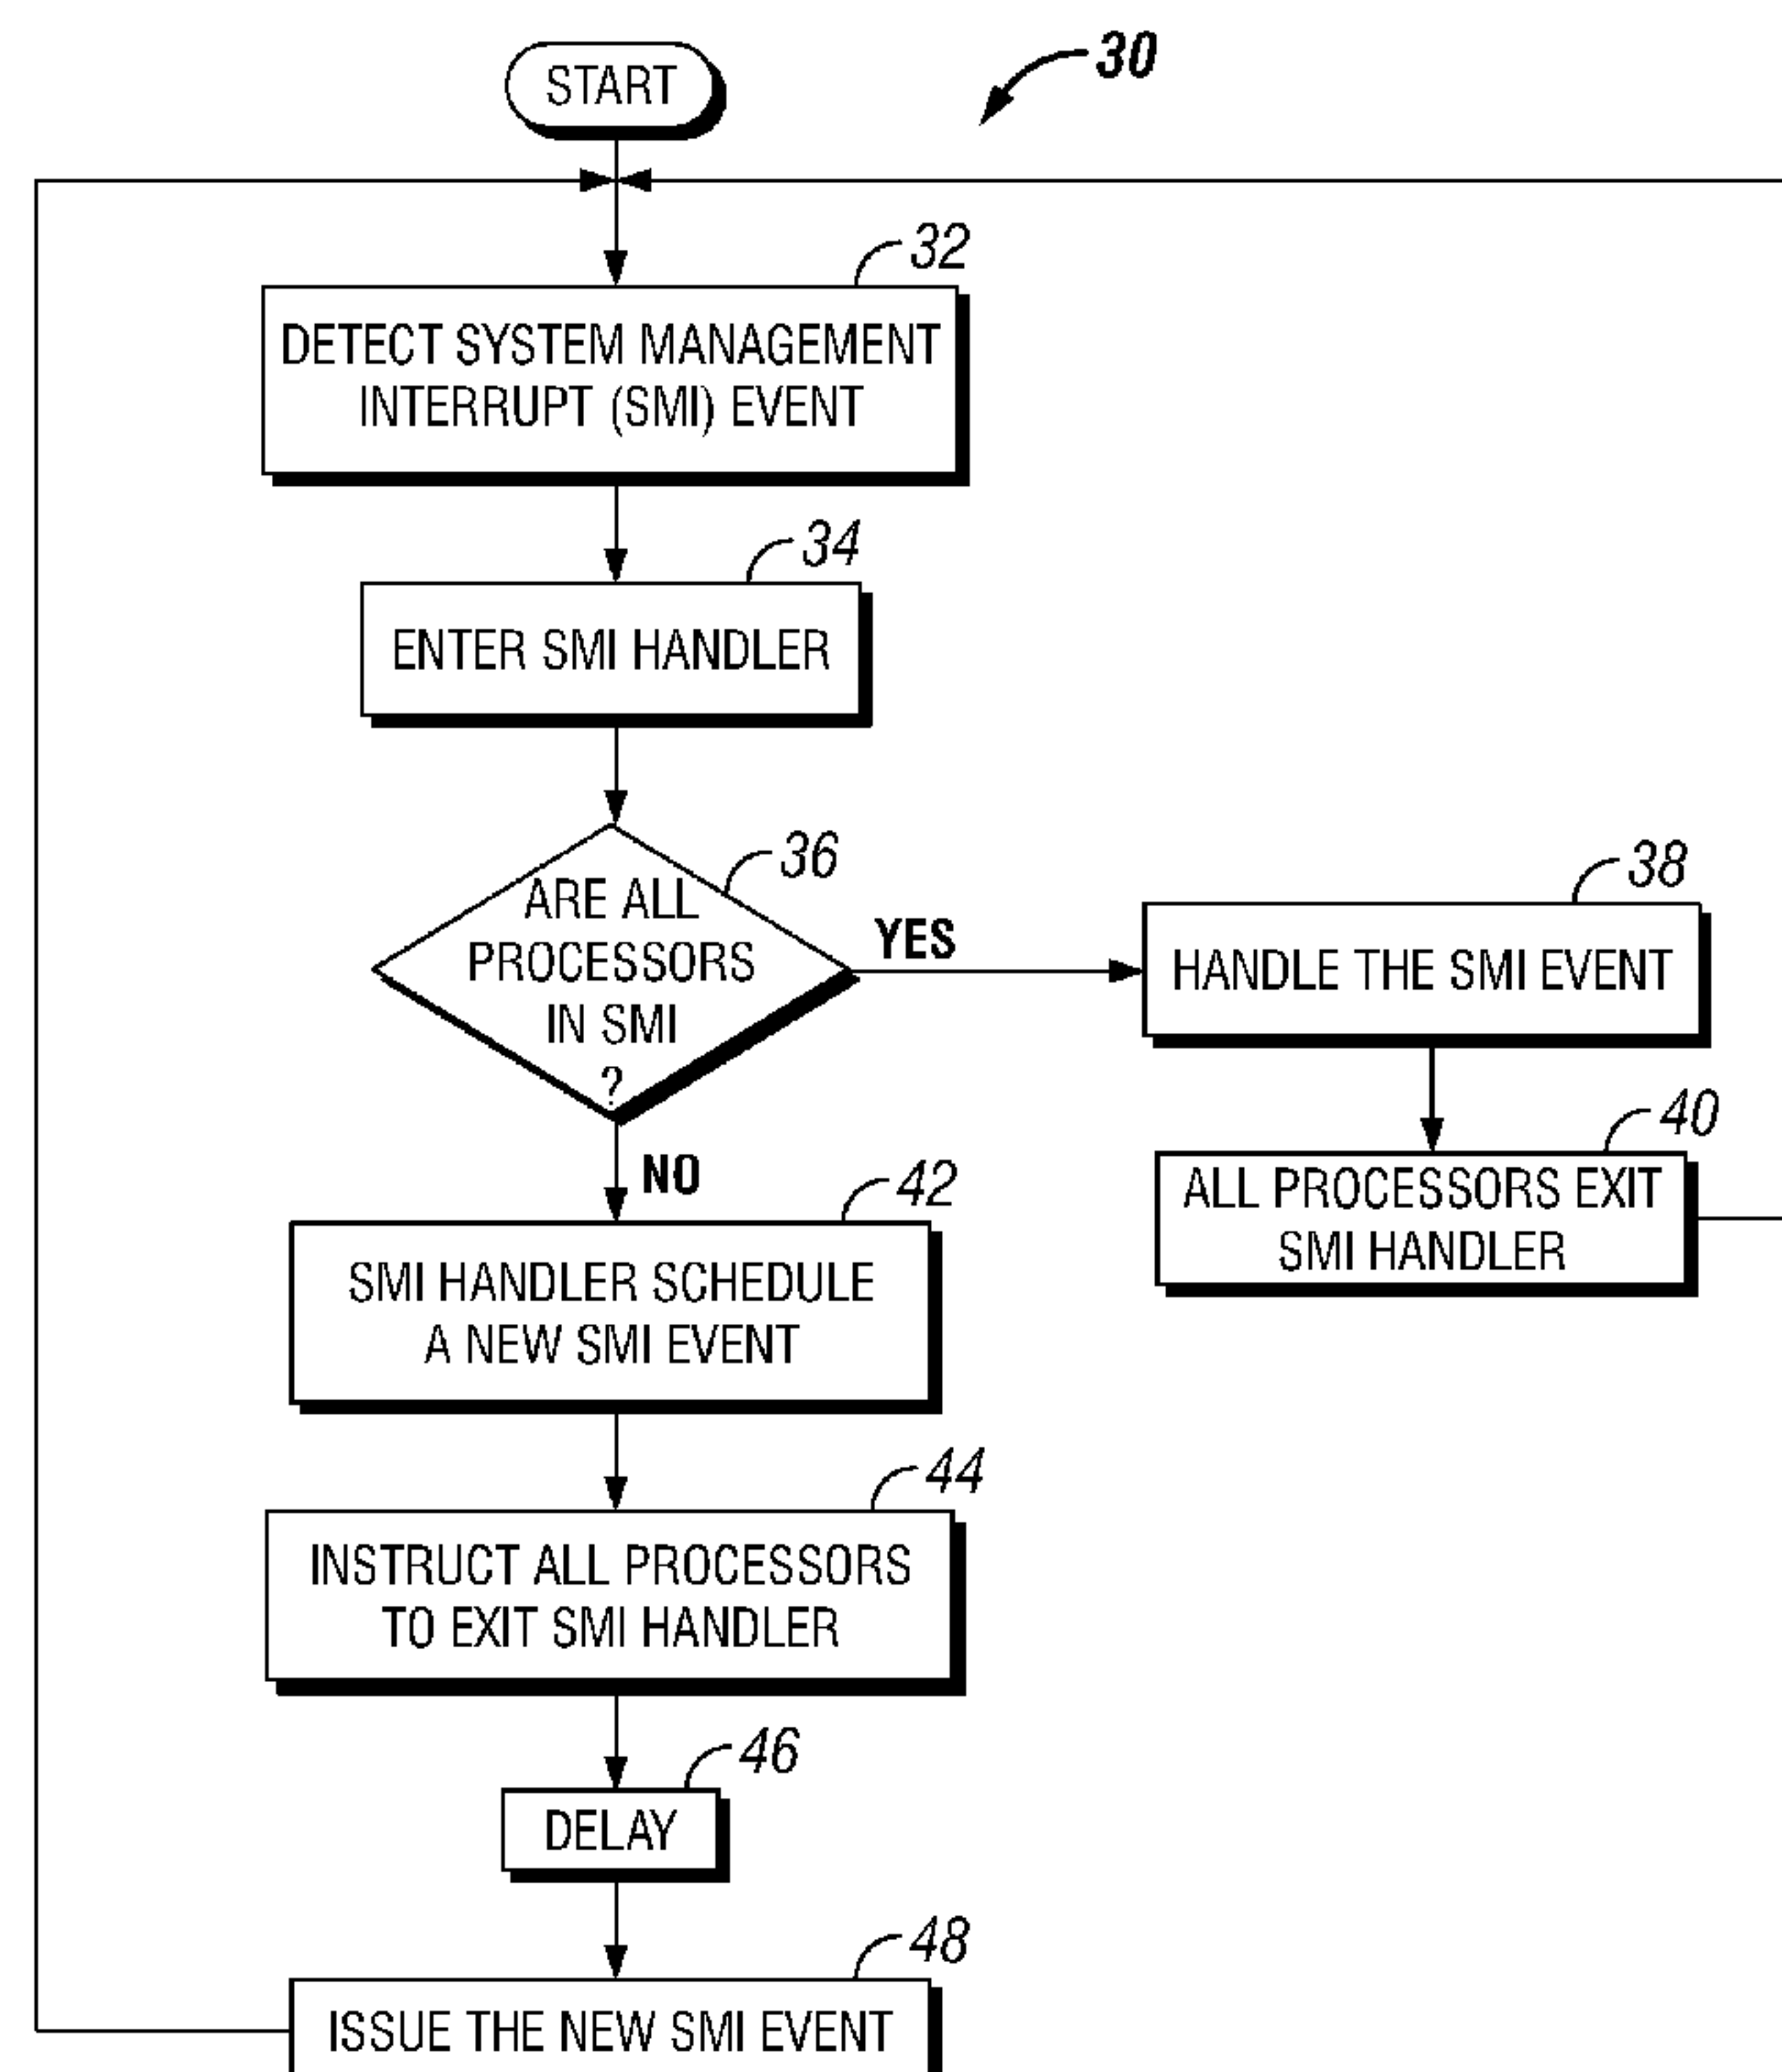 START
30
32
DETECT SYSTEM MANAGEMENT
INTERRUPT (SMI) EVENT
34
ENTER SMI HANDLER
36
ARE ALL
PROCESSORS
IN SMI
?
YES
38
HANDLE THE SMI EVENT
40
ALL PROCESSORS EXIT
SMI HANDLER
NO
42
SMI HANDLER SCHEDULE
A NEW SMI EVENT
44
INSTRUCT ALL PROCESSORS
TO EXIT SMI HANDLER
46
DELAY
48
ISSUE THE NEW SMI EVENT